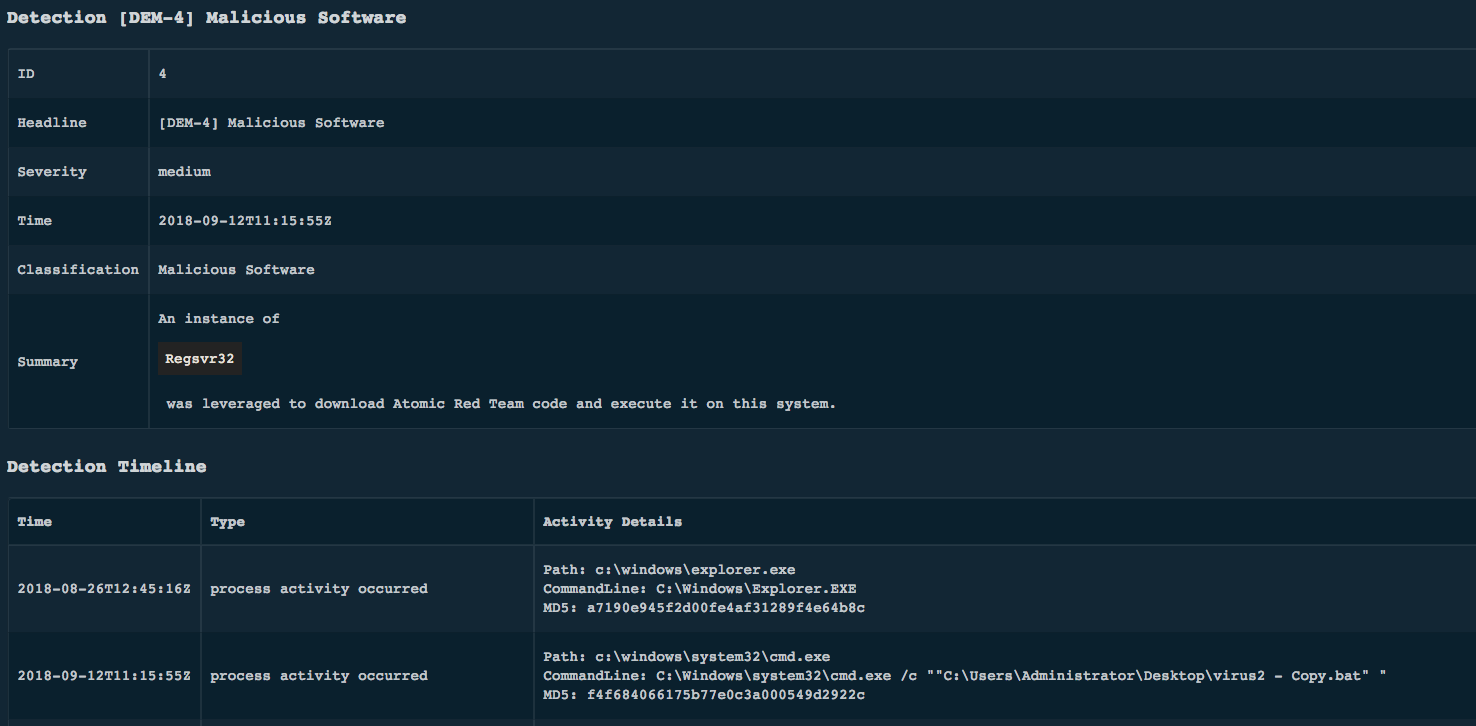 Detection [DEM-4] Malicious Software
ID 4
Headline [DEM-4] Malicious Software
Severity medium
Time 2018-09-12T11:15:55Z
Classification Malicious Software
Summary An instance of
Regsvr32
was leveraged to download Atomic Red Team code and execute it on this system.
Detection Timeline
Time Type Activity Details
2018-08-26T12:45:16Z process activity occurred Path: c:\windows\explorer.exe
CommandLine: C:\Windows\Explorer.EXE
MD5: a7190e945f2d00fe4af31289f4e64b8c
2018-09-12T11:15:55Z process activity occurred Path: c:\windows\system32\cmd.exe
CommandLine: C:\Windows\system32\cmd.exe /c ""C:\Users\Administrator\Desktop\virus2 - Copy.bat" "
MD5: f4f684066175b77e0c3a000549d2922c